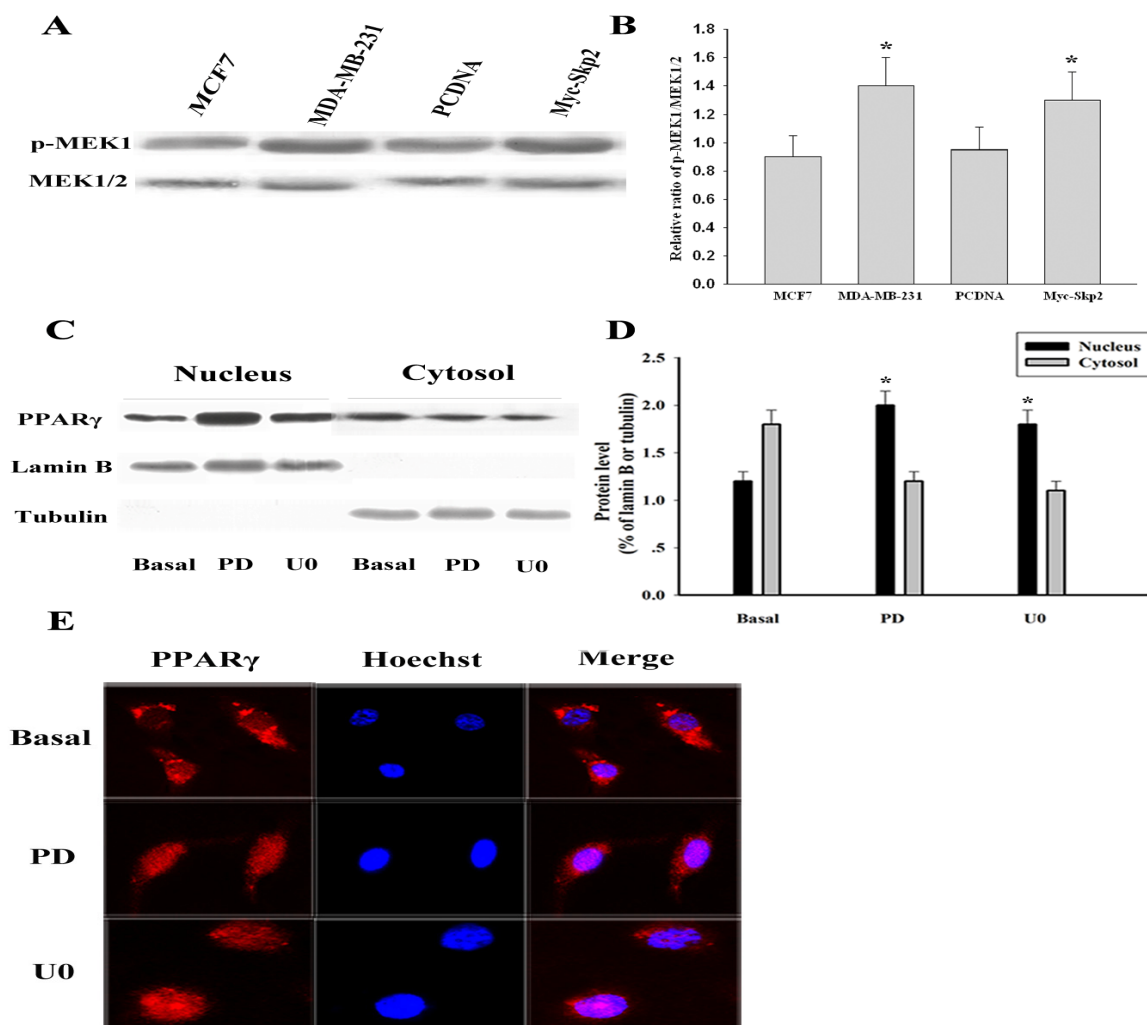 A
MCF7
MDA-MB-231
PCDNA
Myc-Skp2
p-MEK1
MEK1/2
B
Relative ratio of p-MEK1/MEK1/2
1.8
1.6
1.4
1.2
1.0
0.8
0.6
0.4
0.2
0.0
*
*
MCF7
MDA-MB-231
PCDNA
Myc-Skp2
C
Nucleus
Cytosol
PPARγ
Lamin B
Tubulin
Basal
PD
U0
Basal
PD
U0
D
Nucleus
Cytosol
Protein level
(% of lamin B or tubulin)
2.5
2.0
1.5
1.0
.5
0.0
*
*
Basal
PD
U0
E
PPARγ
Hoechst
Merge
Basal
PD
U0